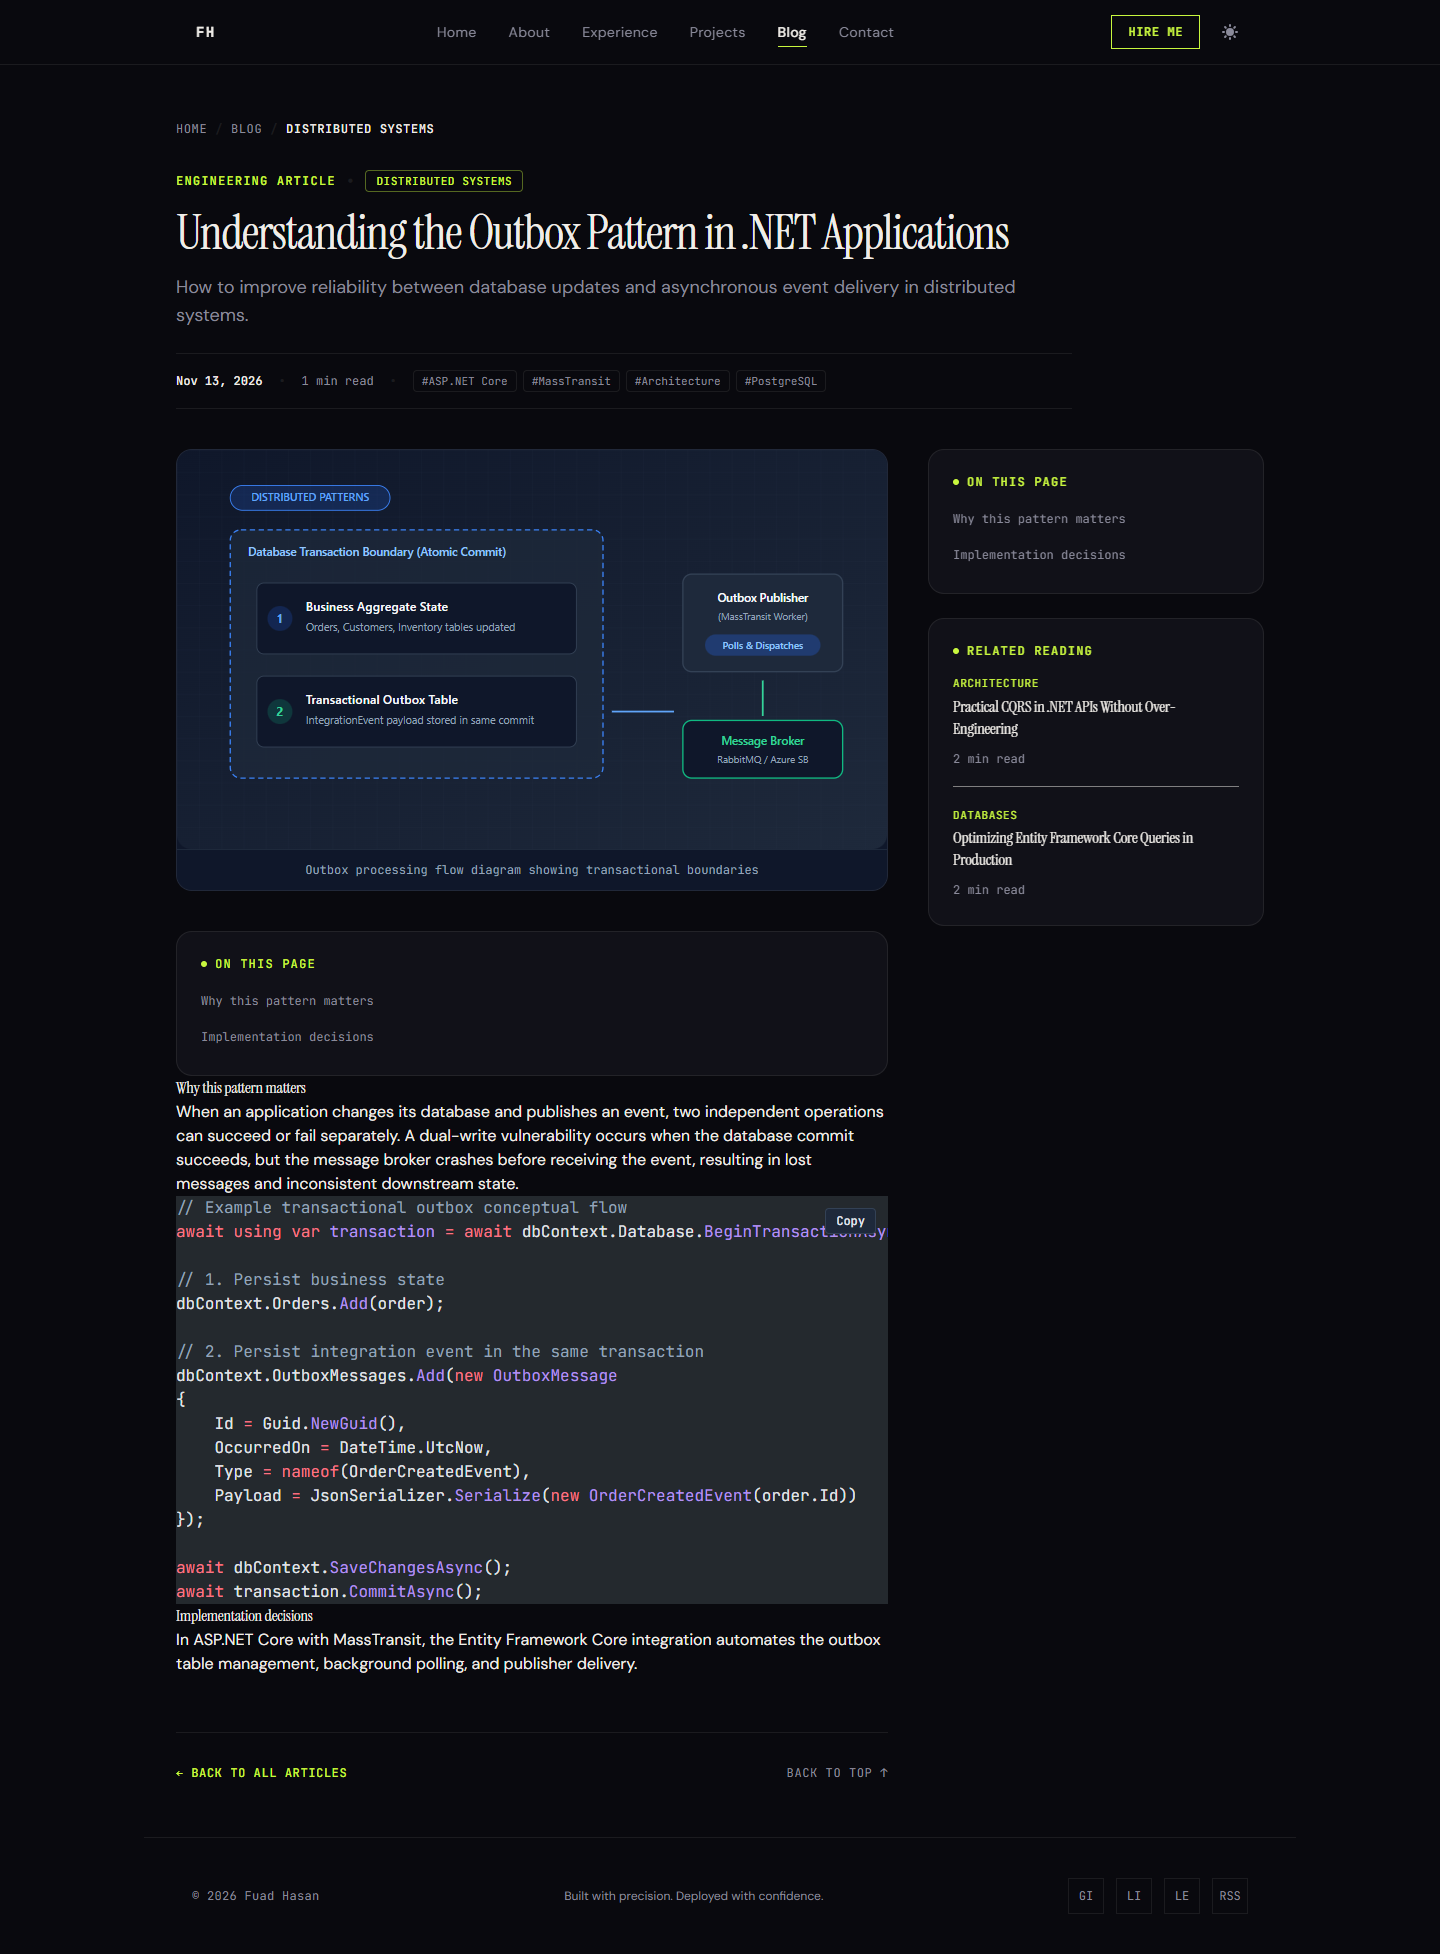 FH
Home
About
Experience
Projects
Blog
Contact
HIRE ME
HOME / BLOG / DISTRIBUTED SYSTEMS
ENGINEERING ARTICLE
DISTRIBUTED SYSTEMS
Understanding the Outbox Pattern in .NET Applications
How to improve reliability between database updates and asynchronous event delivery in distributed
systems.
Nov 13, 2026
1 min read
#ASP.NET Core
#MassTransit
#Architecture
#PostgreSQL
DISTRIBUTED PATTERNS
Database Transaction Boundary (Atomic Commit)
1
Business Aggregate State
Orders, Customers, Inventory tables updated
2
Transactional Outbox Table
IntegrationEvent payload stored in same commit
Outbox Publisher
(MassTransit Worker)
Polls & Dispatches
Message Broker
RabbitMQ / Azure SB
Outbox processing flow diagram showing transactional boundaries
ON THIS PAGE
Why this pattern matters
Implementation decisions
RELATED READING
ARCHITECTURE
Practical CQRS in .NET APIs Without Over-
Engineering
2 min read
DATABASES
Optimizing Entity Framework Core Queries in
Production
2 min read
ON THIS PAGE
Why this pattern matters
Implementation decisions
Why this pattern matters
When an application changes its database and publishes an event, two independent operations
can succeed or fail separately. A dual-write vulnerability occurs when the database commit
succeeds, but the message broker crashes before receiving the event, resulting in lost
messages and inconsistent downstream state.
// Example transactional outbox conceptual flow
Copy
await using var transaction = await dbContext.Database.BeginTransactionAsy
// 1. Persist business state
dbContext.Orders.Add(order);
// 2. Persist integration event in the same transaction
dbContext.OutboxMessages.Add(new OutboxMessage
{
    Id = Guid.NewGuid(),
    OccurredOn = DateTime.UtcNow,
    Type = nameof(OrderCreatedEvent),
    Payload = JsonSerializer.Serialize(new OrderCreatedEvent(order.Id))
});
await dbContext.SaveChangesAsync();
await transaction.CommitAsync();
Implementation decisions
In ASP.NET Core with MassTransit, the Entity Framework Core integration automates the outbox
table management, background polling, and publisher delivery.
← BACK TO ALL ARTICLES
BACK TO TOP ↑
© 2026 Fuad Hasan
Built with precision. Deployed with confidence.
GI
LI
LE
RSS